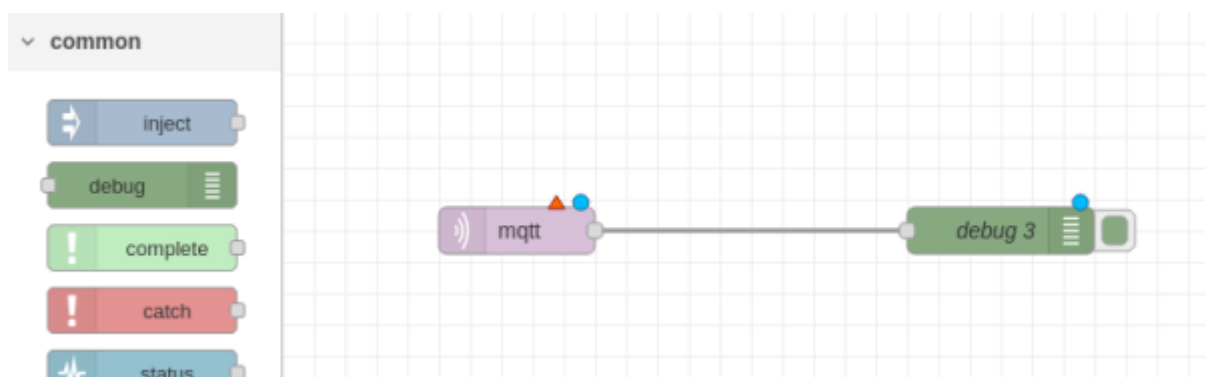 common
inject
debug
complete
catch
status
mqtt
debug 3